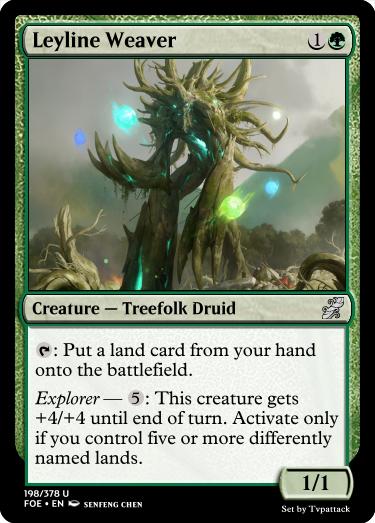 Leyline Weaver 1
Creature — Treefolk Druid
: Put a land card from your hand
onto the battlefield.
Explorer — 5: This creature gets
+4/+4 until end of turn. Activate only
if you control five or more differently
named lands.
1/1
198/378 U
FOE • EN SENFENG CHEN
Set by Tvpattack